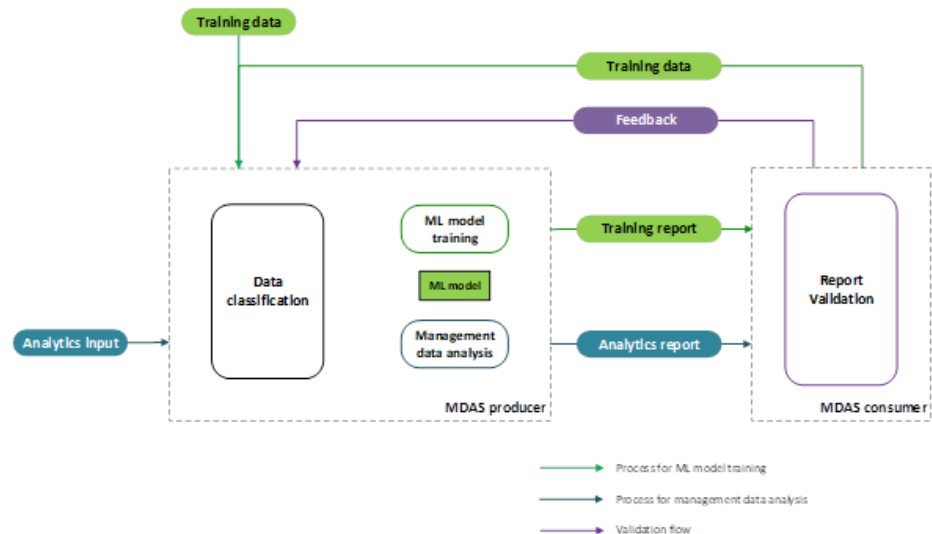 Training data
Training data
Feedback
ML model
training
Training report
Data
classification
ML model
Report
Validation
Analytics input
Management
data analysis
Analytics report
MDAS producer
MDAS consumer
Process for ML model training
Process for management data analysis
Validation flow